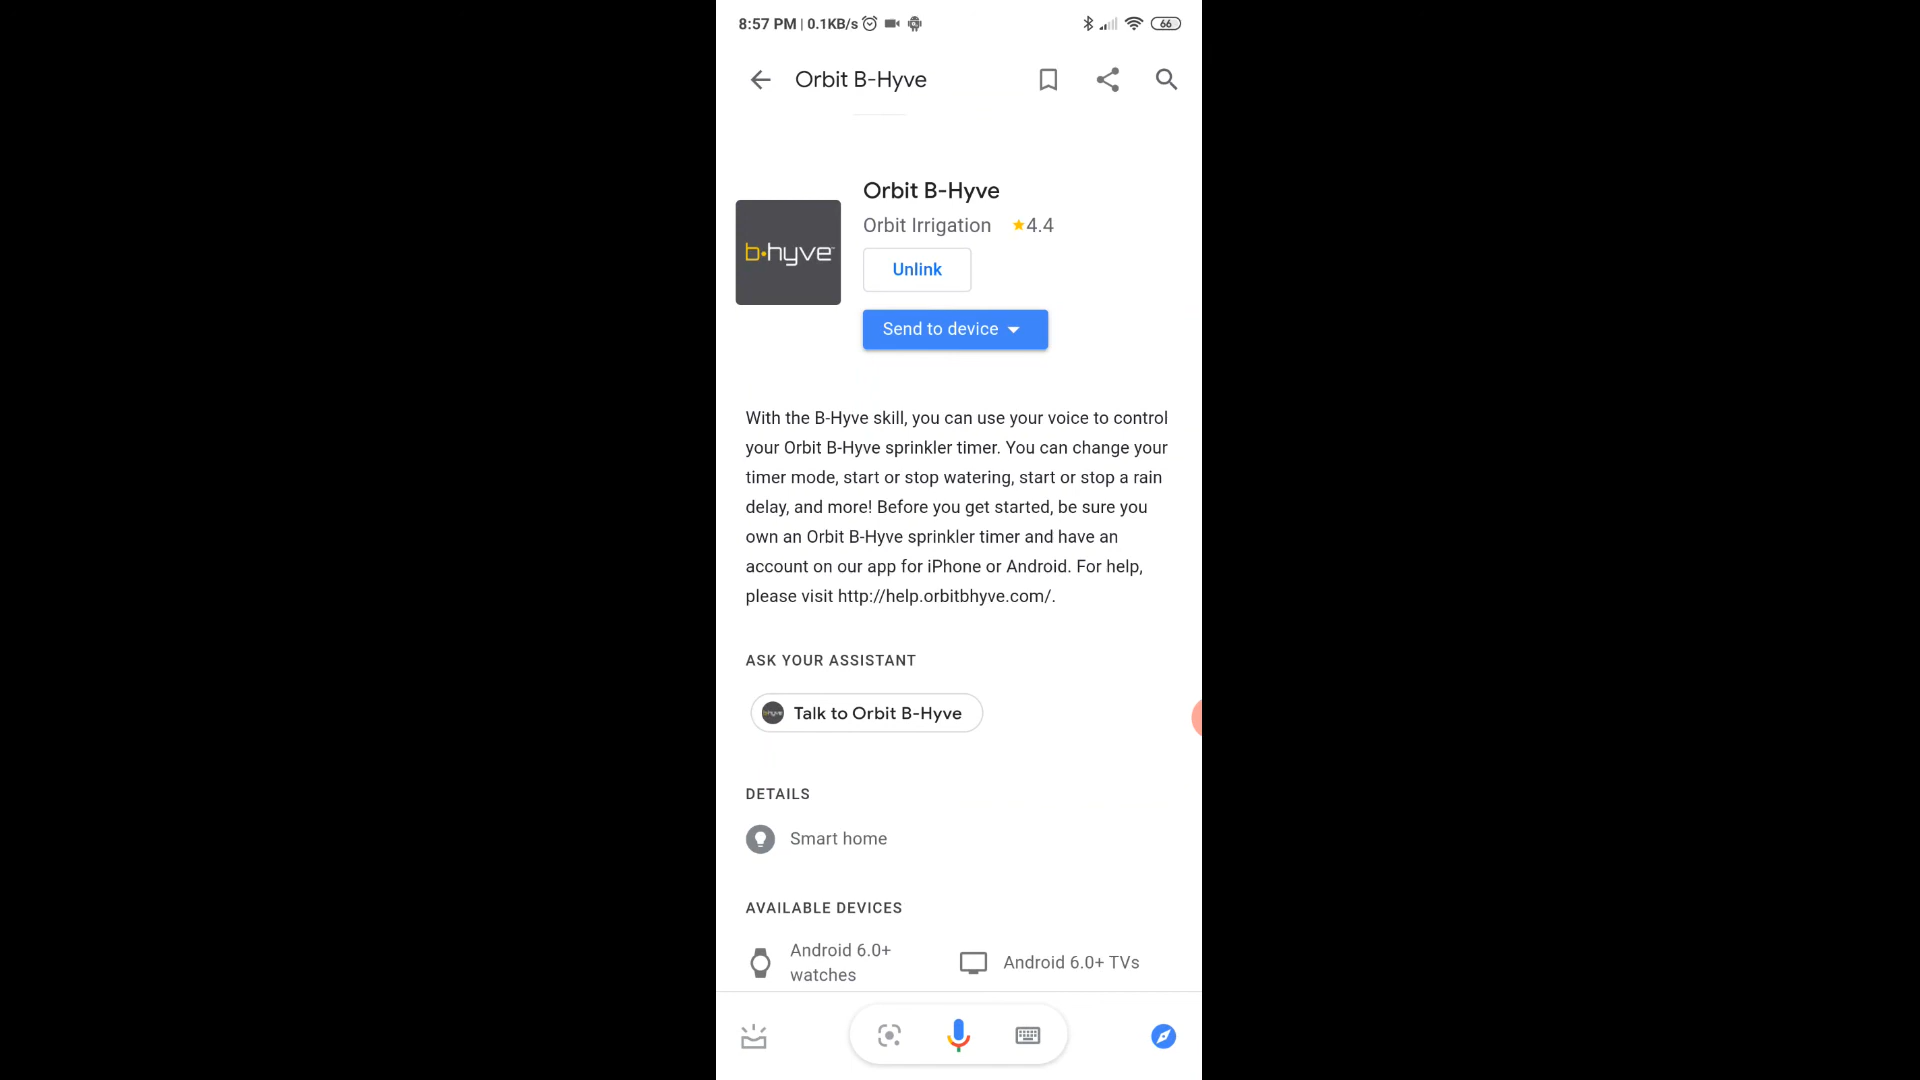 8:57 PM | 0.1KB/s
66
Orbit B-Hyve
Orbit B-Hyve
Orbit Irrigation ★4.4
b•hyve™
Unlink
Send to device
With the B-Hyve skill, you can use your voice to control
your Orbit B-Hyve sprinkler timer. You can change your
timer mode, start or stop watering, start or stop a rain
delay, and more! Before you get started, be sure you
own an Orbit B-Hyve sprinkler timer and have an
account on our app for iPhone or Android. For help,
please visit http://help.orbitbhyve.com/.
ASK YOUR ASSISTANT
b•hyve Talk to Orbit B-Hyve
DETAILS
Smart home
AVAILABLE DEVICES
Android 6.0+
watches
Android 6.0+ TVs